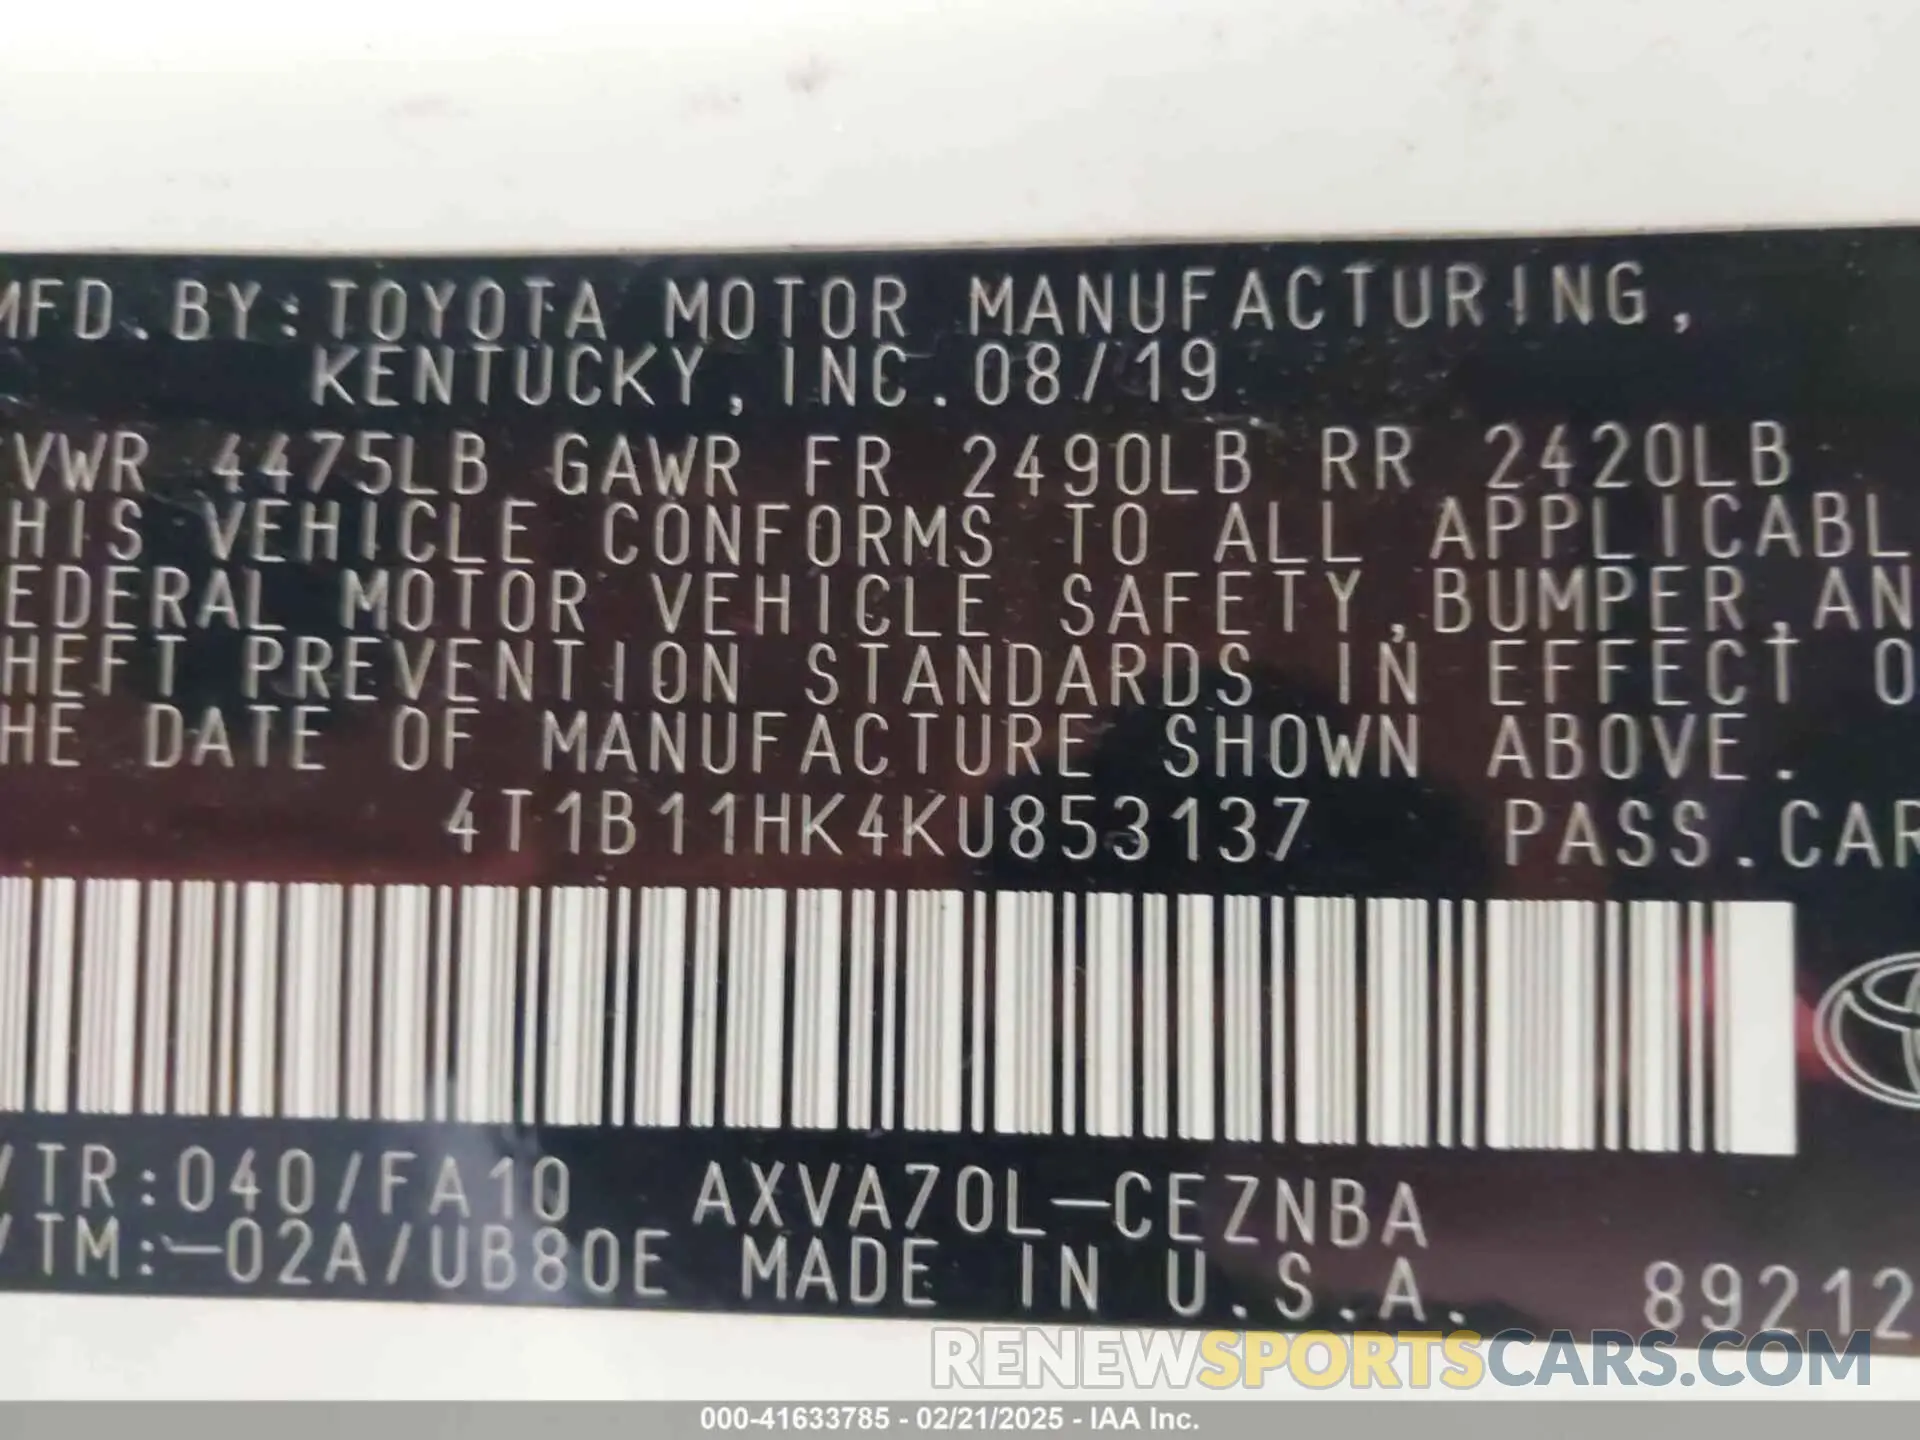 MFD.BY:TOYOTA MOTOR MANUFACTURING,
KENTUCKY,INC.08/19
VWR 4475LB GAWR FR 2490LB RR 2420LB
HIS VEHICLE CONFORMS TO ALL APPLICABL
EDERAL MOTOR VEHICLE SAFETY,BUMPER,AN
HEFT PREVENTION STANDARDS IN EFFECT O
HE DATE OF MANUFACTURE SHOWN ABOVE.
4T1B11HK4KU853137 PASS.CAR
/TR:040/FA10 AXVA70L-CEZNBA
/TM:-02A/UB80E MADE IN U.S.A. 89212
RENEWSPORTSCARS.COM
000-41633785 - 02/21/2025 - IAA Inc.